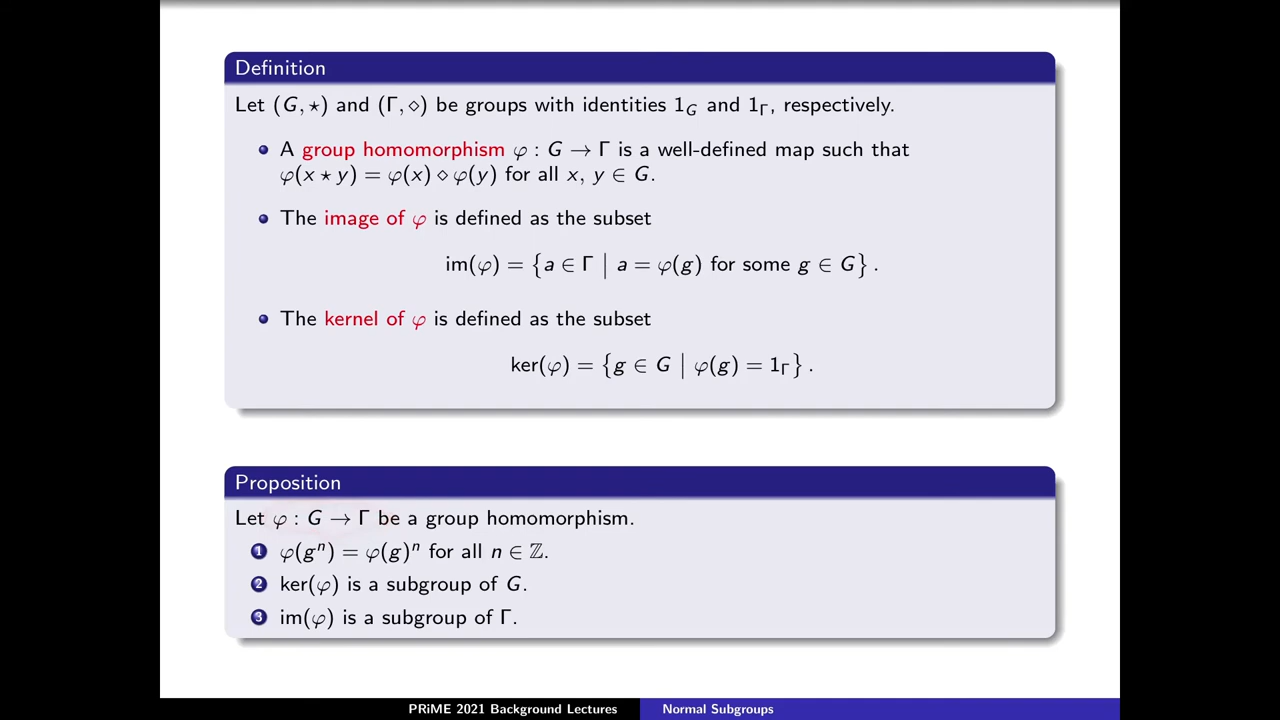 Definition
Let (G, ⋆) and (Γ, ⋄) be groups with identities 1_G and 1_Γ, respectively.
• A group homomorphism φ : G → Γ is a well-defined map such that
φ(x ⋆ y) = φ(x) ⋄ φ(y) for all x, y ∈ G.
• The image of φ is defined as the subset
im(φ) = {a ∈ Γ | a = φ(g) for some g ∈ G}.
• The kernel of φ is defined as the subset
ker(φ) = {g ∈ G | φ(g) = 1_Γ}.
Proposition
Let φ : G → Γ be a group homomorphism.
1 φ(gⁿ) = φ(g)ⁿ for all n ∈ ℤ.
2 ker(φ) is a subgroup of G.
3 im(φ) is a subgroup of Γ.
PRiME 2021 Background Lectures Normal Subgroups